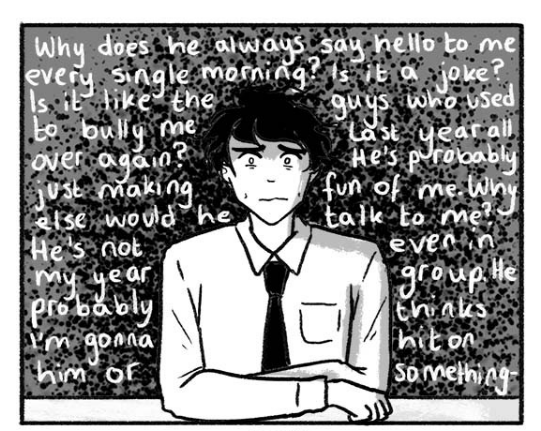 Why does he always say hello to me
every single morning? Is it a joke?
Is it like the guys who used
to bully me last year all
over again? He's probably
just making fun of me. Why
else would he talk to me?
He's not even in
my year group. He
probably thinks
I'm gonna hit on
him or something-